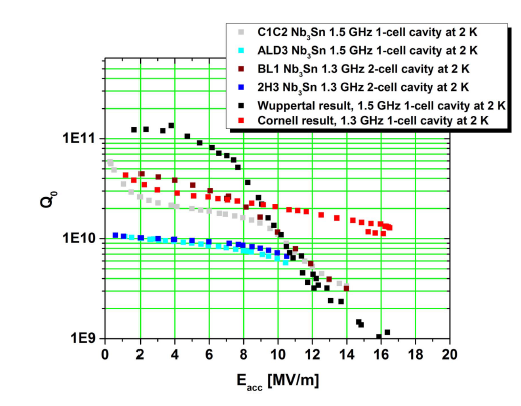 C1C2 Nb3Sn 1.5 GHz 1-cell cavity at 2 K
ALD3 Nb3Sn 1.5 GHz 1-cell cavity at 2 K
BL1 Nb3Sn 1.3 GHz 2-cell cavity at 2 K
2H3 Nb3Sn 1.3 GHz 2-cell cavity at 2 K
Wuppertal result, 1.5 GHz 1-cell cavity at 2 K
Cornell result, 1.3 GHz 1-cell cavity at 2 K
1E11
1E10
1E9
Q0
0 2 4 6 8 10 12 14 16 18 20
Eacc [MV/m]